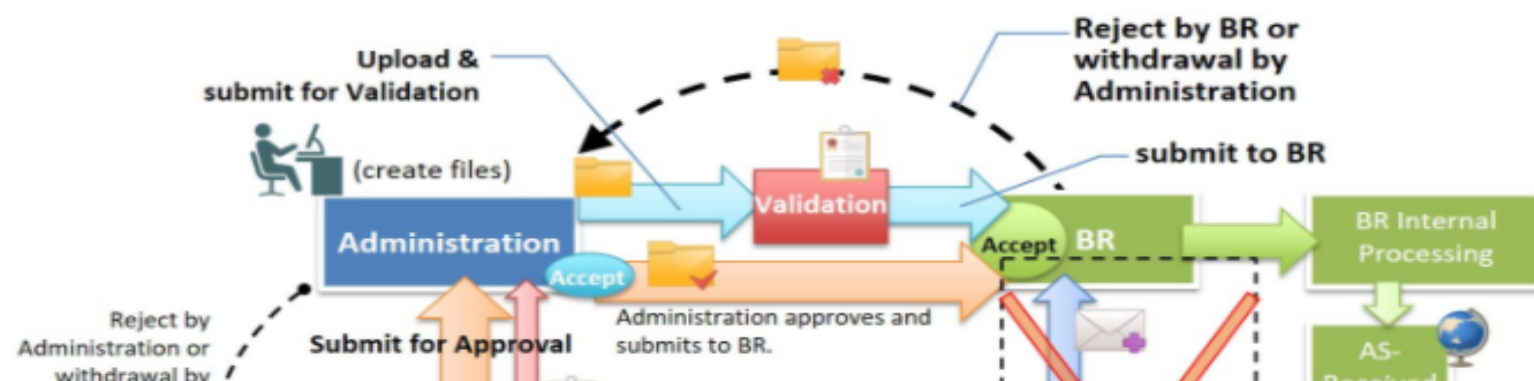 Upload &
submit for Validation
Reject by BR or
withdrawal by
Administration
submit to BR
(create files)
Validation
Administration
Accept
Accept
BR
BR Internal
Processing
Administration approves and
submits to BR.
Submit for Approval
Reject by
Administration or
withdrawal by
AS-
Received